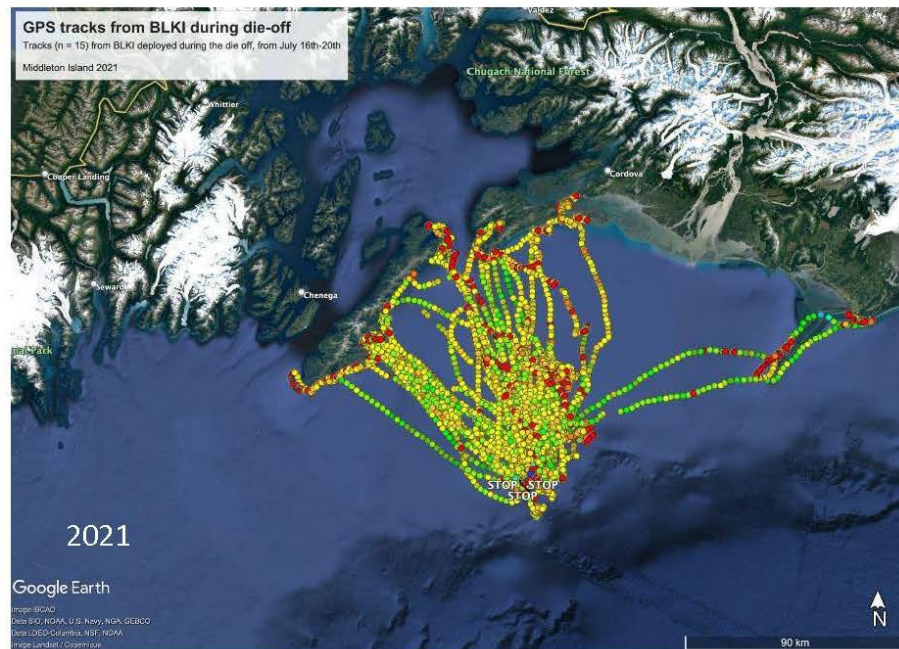 GPS tracks from BLKI during die-off
Tracks (n = 15) from BLKI deployed during the die off, from July 16th-20th
Middleton Island 2021
Valdez
Chugach National Forest
Whittier
Cooper Landing
Cordova
Seward
Chenega
nal Park
STOP STOP
STOP
2021
Google Earth
Image IBCAO
Data SIO, NOAA, U.S. Navy, NGA, GEBCO
Data LDEO-Columbia, NSF, NOAA
Image Landsat / Copernicus
N
90 km